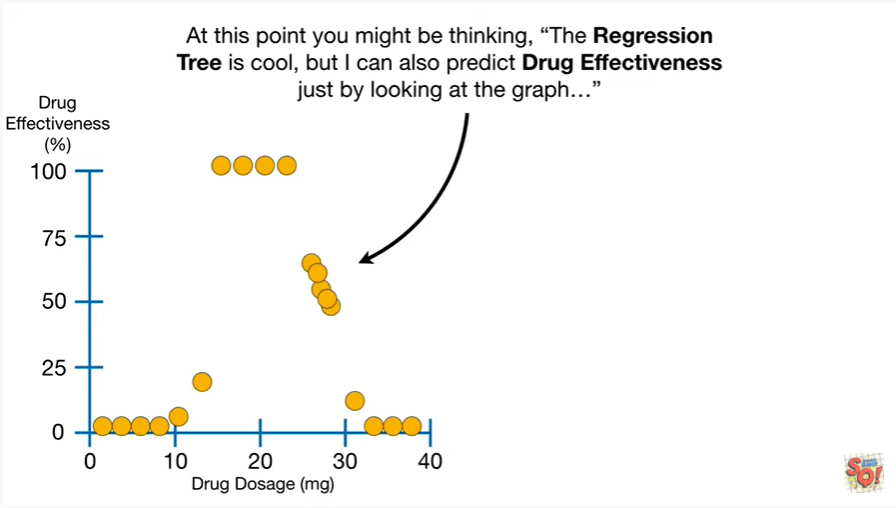 At this point you might be thinking, “The Regression
Tree is cool, but I can also predict Drug Effectiveness
just by looking at the graph…”
Drug
Effectiveness
(%)
100
75
50
25
0
0 10 20 30 40
Drug Dosage (mg)
SQ!